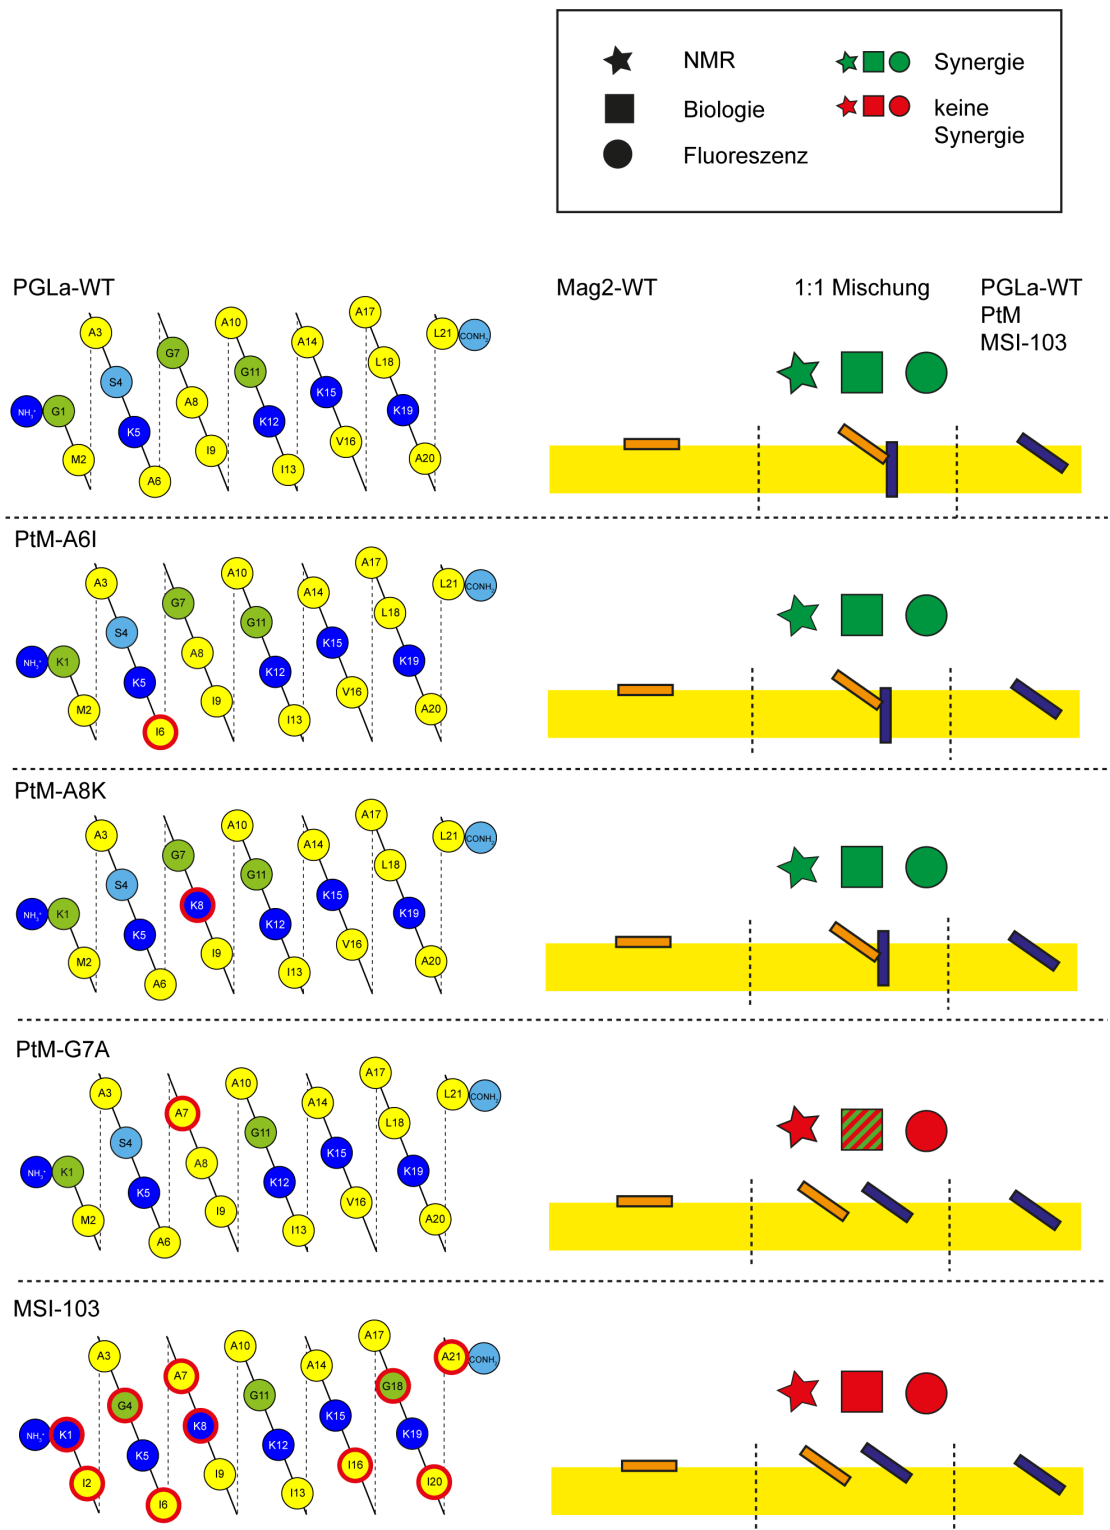 NMR
Synergie
Biologie
keine
Synergie
Fluoreszenz
PGLa-WT
Mag2-WT
1:1 Mischung
PGLa-WT
PtM
MSI-103
NH₃⁺ G1 M2 A3 S4 K5 A6 G7 A8 I9 A10 G11 K12 I13 A14 K15 V16 A17 L18 K19 A20 L21 CONH₂
PtM-A6I
NH₃⁺ K1 M2 A3 S4 K5 I6 G7 A8 I9 A10 G11 K12 I13 A14 K15 V16 A17 L18 K19 A20 L21 CONH₂
PtM-A8K
NH₃⁺ K1 M2 A3 S4 K5 A6 G7 K8 I9 A10 G11 K12 I13 A14 K15 V16 A17 L18 K19 A20 L21 CONH₂
PtM-G7A
NH₃⁺ K1 M2 A3 S4 K5 A6 A7 A8 I9 A10 G11 K12 I13 A14 K15 V16 A17 L18 K19 A20 L21 CONH₂
MSI-103
NH₃⁺ K1 I2 A3 G4 K5 I6 A7 K8 I9 A10 G11 K12 I13 A14 K15 I16 A17 G18 K19 I20 A21 CONH₂